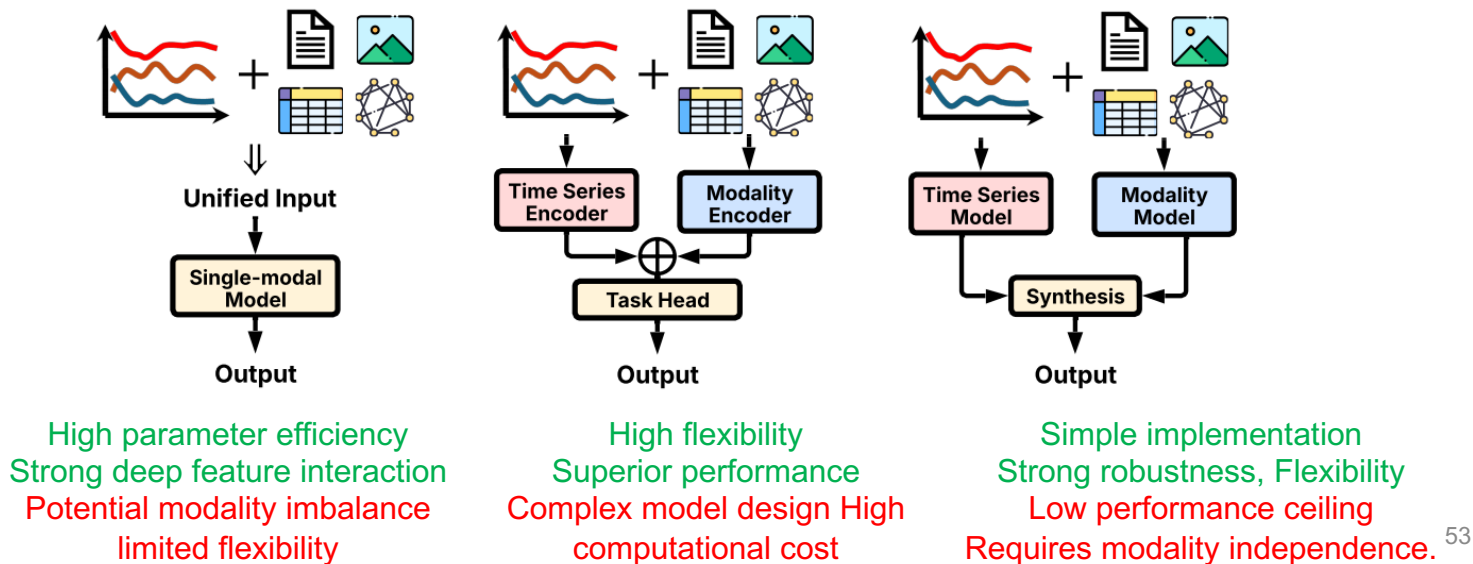 Unified Input
Single-modal
Model
Output
High parameter efficiency
Strong deep feature interaction
Potential modality imbalance
limited flexibility
Time Series
Encoder
Modality
Encoder
Task Head
Output
High flexibility
Superior performance
Complex model design High
computational cost
Time Series
Model
Modality
Model
Synthesis
Output
Simple implementation
Strong robustness, Flexibility
Low performance ceiling
Requires modality independence.
53